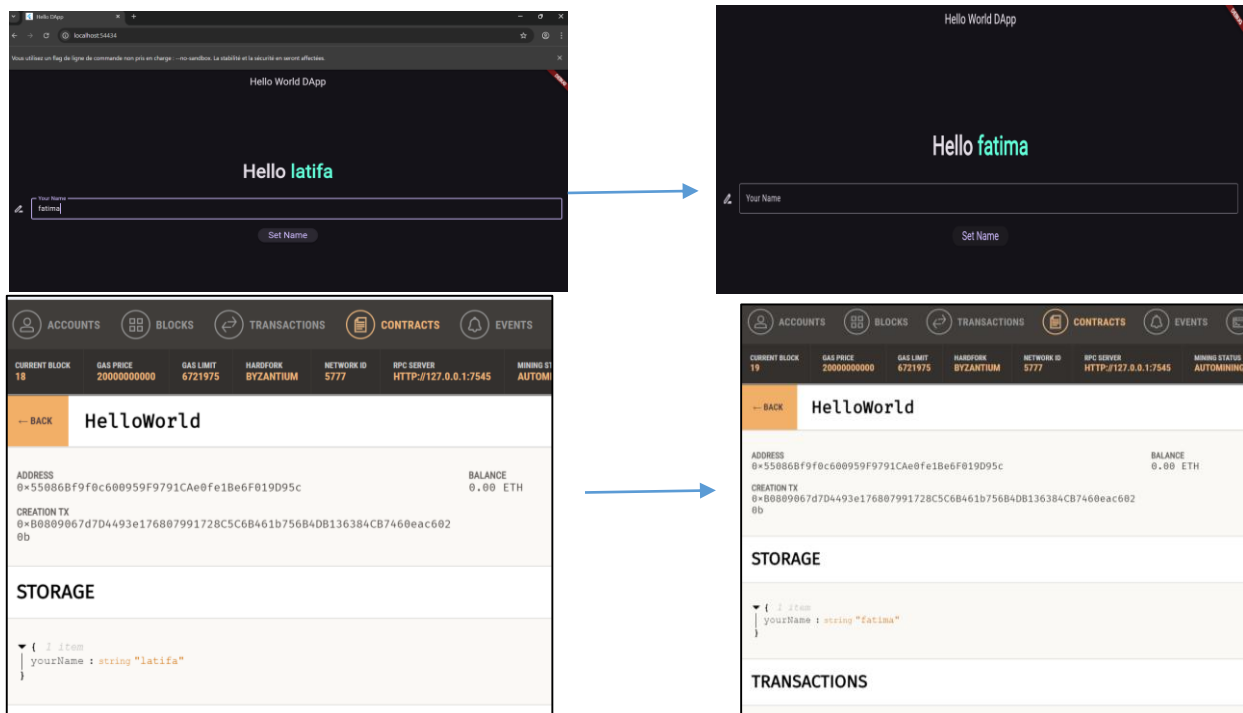 Hello DApp
localhost:54434
Vous utilisez un flag de ligne de commande non pris en charge : --no-sandbox. La stabilité et la sécurité en seront affectées.
Hello World DApp
DEBUG
Hello latifa
Your Name
fatima
Set Name
Hello World DApp
DEBUG
Hello fatima
Your Name
Set Name
ACCOUNTS BLOCKS TRANSACTIONS CONTRACTS EVENTS
CURRENT BLOCK GAS PRICE GAS LIMIT HARDFORK NETWORK ID RPC SERVER MINING ST
18 20000000000 6721975 BYZANTIUM 5777 HTTP://127.0.0.1:7545 AUTOMI
← BACK HelloWorld
ADDRESS BALANCE
0×55086Bf9f0c600959F9791CAe0fe1Be6F019D95c 0.00 ETH
CREATION TX
0×B0809067d7D4493e176807991728C5C6B461b756B4DB136384CB7460eac602
0b
STORAGE
{ 1 item
yourName : string "latifa"
}
ACCOUNTS BLOCKS TRANSACTIONS CONTRACTS EVENTS
CURRENT BLOCK GAS PRICE GAS LIMIT HARDFORK NETWORK ID RPC SERVER MINING STATUS
19 20000000000 6721975 BYZANTIUM 5777 HTTP://127.0.0.1:7545 AUTOMINING
← BACK HelloWorld
ADDRESS BALANCE
0×55086Bf9f0c600959F9791CAe0fe1Be6F019D95c 0.00 ETH
CREATION TX
0×B0809067d7D4493e176807991728C5C6B461b756B4DB136384CB7460eac602
0b
STORAGE
{ 1 item
yourName : string "fatima"
}
TRANSACTIONS